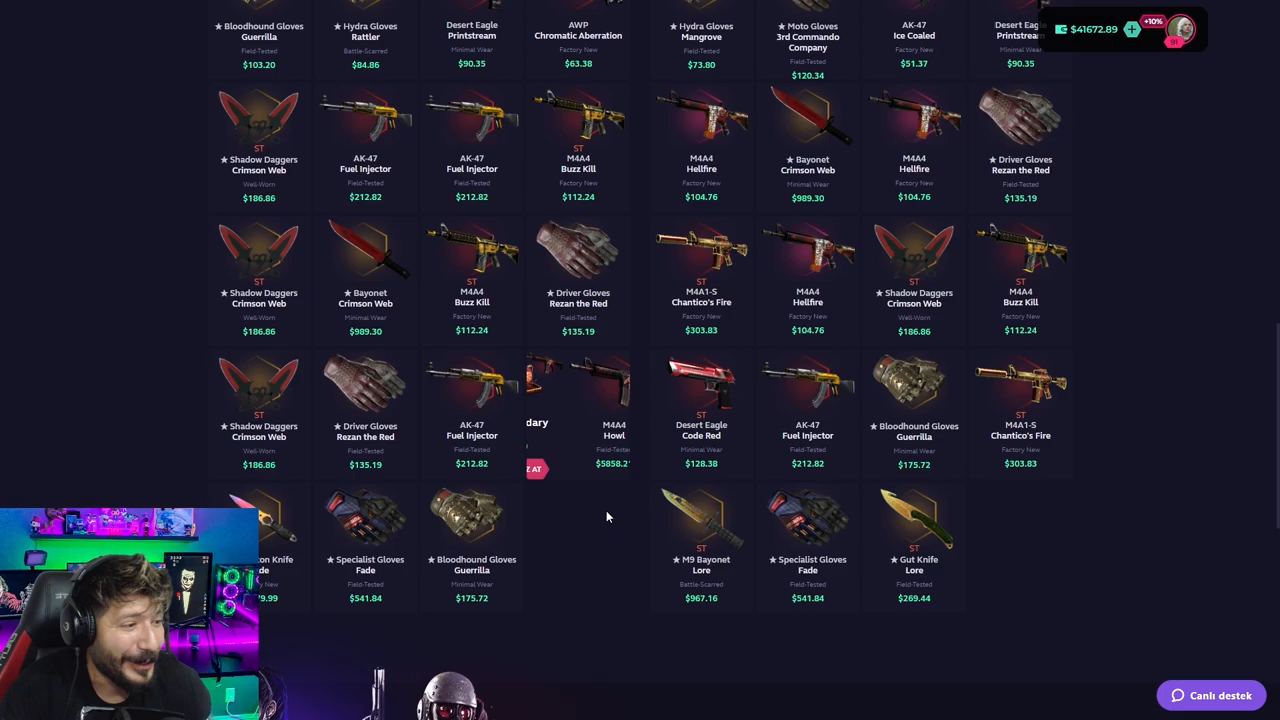 ★ Bloodhound Gloves
Guerrilla
Field-Tested
$103.20
★ Hydra Gloves
Rattler
Battle-Scarred
$84.86
Desert Eagle
Printstream
Minimal Wear
$90.35
AWP
Chromatic Aberration
Factory New
$63.38
★ Hydra Gloves
Mangrove
Field-Tested
$73.80
★ Moto Gloves
3rd Commando
Company
Field-Tested
$120.34
AK-47
Ice Coaled
Factory New
$51.37
Desert Eagle
Printstream
Minimal Wear
$90.35
$41672.89
+10%
91
ST
★ Shadow Daggers
Crimson Web
Well-Worn
$186.86
AK-47
Fuel Injector
Field-Tested
$212.82
AK-47
Fuel Injector
Field-Tested
$212.82
ST
M4A4
Buzz Kill
Factory New
$112.24
M4A4
Hellfire
Factory New
$104.76
★ Bayonet
Crimson Web
Minimal Wear
$989.30
M4A4
Hellfire
Factory New
$104.76
★ Driver Gloves
Rezan the Red
Field-Tested
$135.19
ST
★ Shadow Daggers
Crimson Web
Well-Worn
$186.86
★ Bayonet
Crimson Web
Minimal Wear
$989.30
ST
M4A4
Buzz Kill
Factory New
$112.24
★ Driver Gloves
Rezan the Red
Field-Tested
$135.19
ST
M4A1-S
Chantico's Fire
Factory New
$303.83
M4A4
Hellfire
Factory New
$104.76
ST
★ Shadow Daggers
Crimson Web
Well-Worn
$186.86
ST
M4A4
Buzz Kill
Factory New
$112.24
ST
★ Shadow Daggers
Crimson Web
Well-Worn
$186.86
★ Driver Gloves
Rezan the Red
Field-Tested
$135.19
AK-47
Fuel Injector
Field-Tested
$212.82
dary
Z AT
M4A4
Howl
Field-Teste
$5858.2
ST
Desert Eagle
Code Red
Minimal Wear
$128.38
AK-47
Fuel Injector
Field-Tested
$212.82
★ Bloodhound Gloves
Guerrilla
Minimal Wear
$175.72
ST
M4A1-S
Chantico's Fire
Factory New
$303.83
on Knife
de
New
79.99
★ Specialist Gloves
Fade
Field-Tested
$541.84
★ Bloodhound Gloves
Guerrilla
Minimal Wear
$175.72
ST
★ M9 Bayonet
Lore
Battle-Scarred
$967.16
★ Specialist Gloves
Fade
Field-Tested
$541.84
ST
★ Gut Knife
Lore
Field-Tested
$269.44
Canlı destek